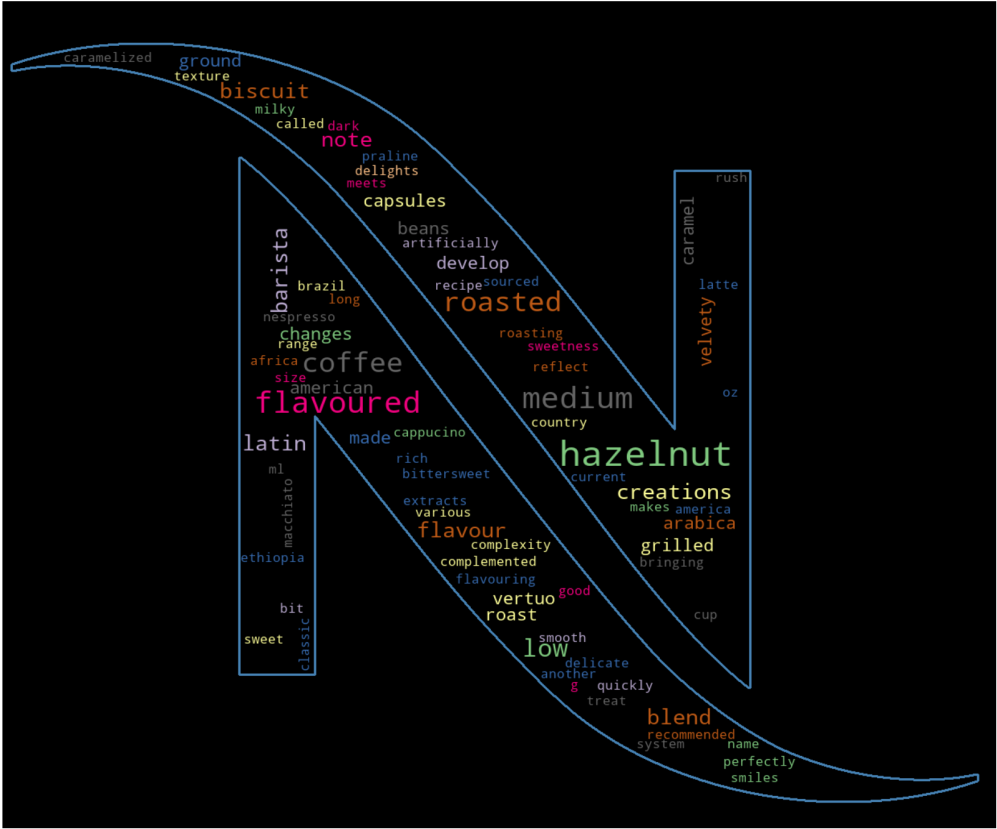 caramelized
ground
texture
biscuit
milky
called
dark
note
praline
delights
meets
rush
capsules
caramel
beans
barista
artificially
develop
brazil
recipe
sourced
latte
long
roasted
nespresso
changes
roasting
velvety
range
sweetness
africa
coffee
reflect
size
american
oz
flavoured
medium
country
latin
made
cappucino
hazelnut
rich
ml
bittersweet
current
macchiato
creations
extracts
makes
america
various
arabica
flavour
complexity
grilled
ethiopia
complemented
bringing
flavouring
good
vertuo
bit
roast
cup
sweet
classic
smooth
low
delicate
another
g
quickly
treat
blend
recommended
system
name
perfectly
smiles